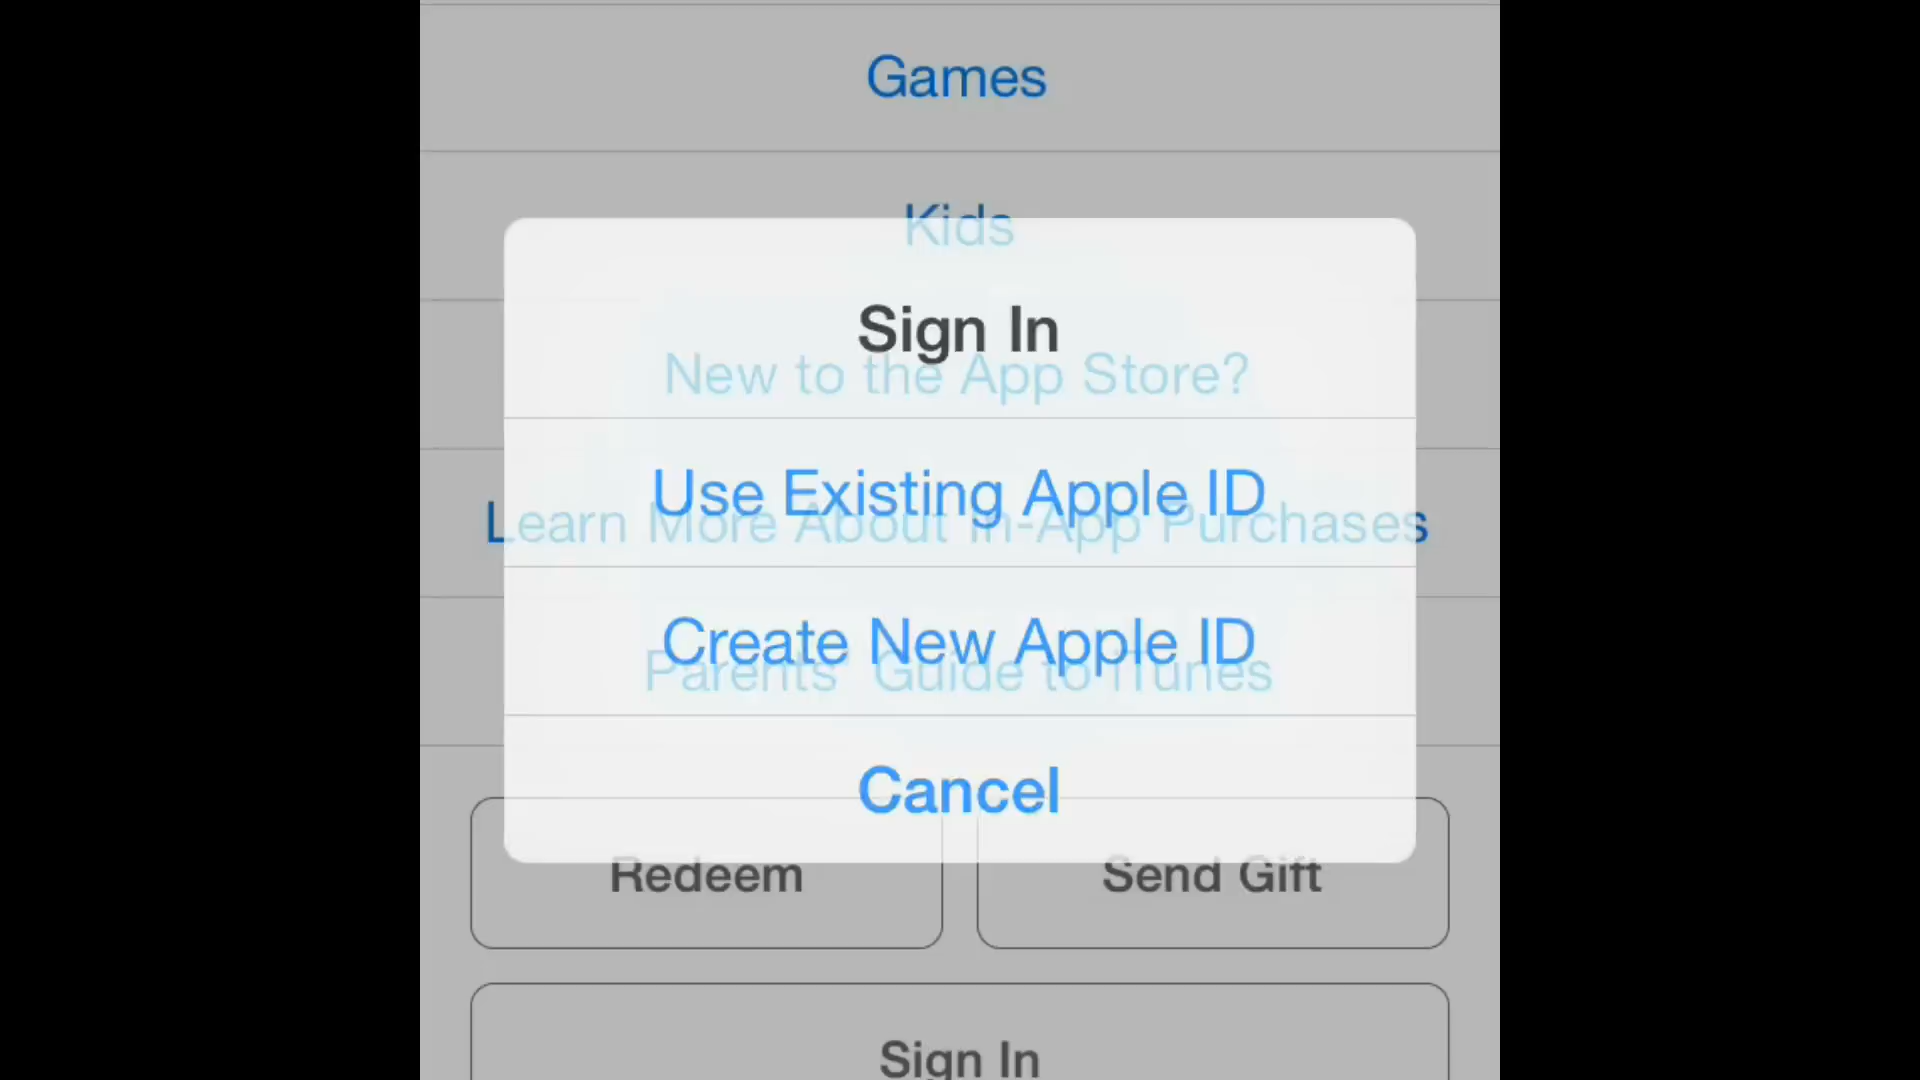 Games
Kids
Sign In
New to the App Store?
Use Existing Apple ID
Learn More About In-App Purchases
Create New Apple ID
Parents' Guide to iTunes
Cancel
Redeem
Send Gift
Sign In